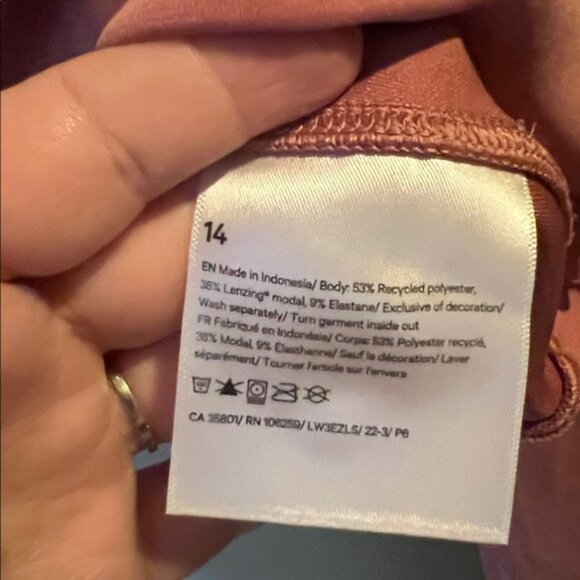 14
EN Made in Indonesia/ Body: 53% Recycled polyester,
38% Lenzing® modal, 9% Elastane/ Exclusive of decoration/
Wash separately/ Turn garment inside out
FR Fabriqué en Indonésie/ Corps: 53% Polyester recyclé,
38% Modal, 9% Élasthanne/ Sauf la décoration/ Laver
séparément/ Tourner l'article sur l'envers
CA 35801/ RN 106259/ LW3EZLS/ 22-3/ P6